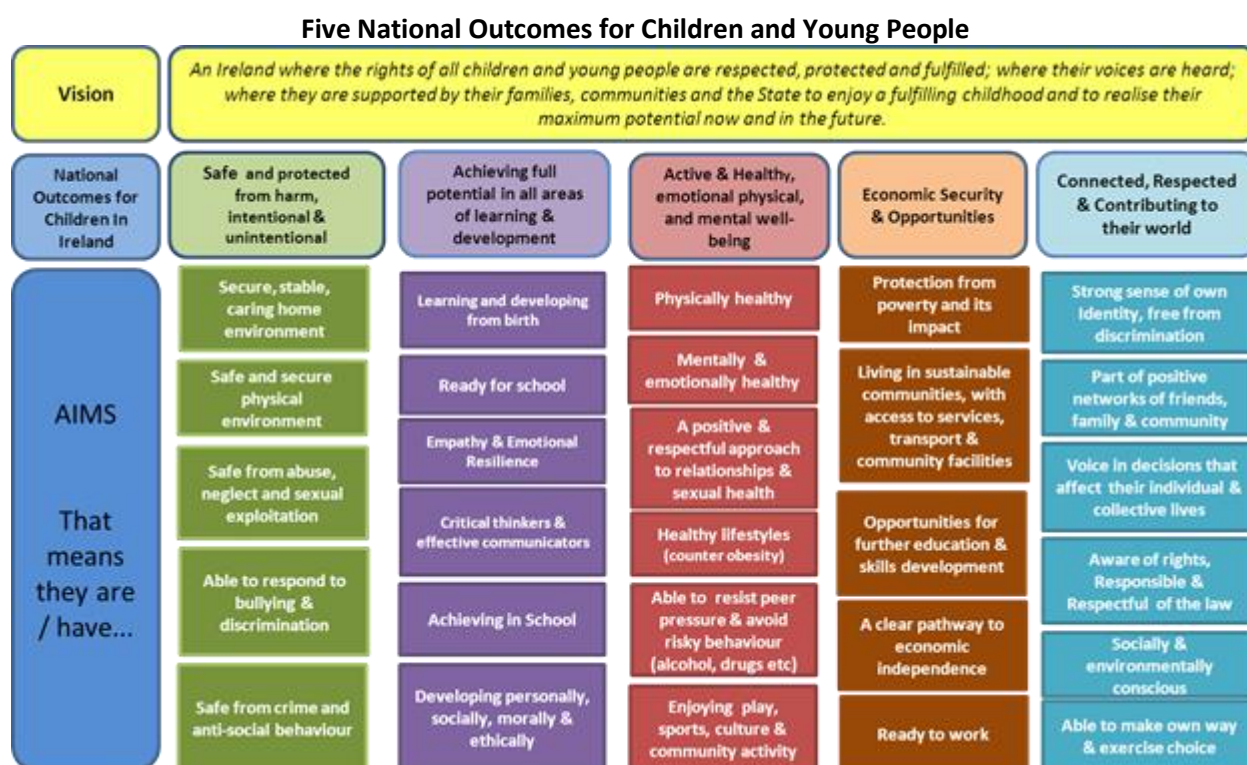 Five National Outcomes for Children and Young People
Vision
An Ireland where the rights of all children and young people are respected, protected and fulfilled; where their voices are heard;
where they are supported by their families, communities and the State to enjoy a fulfilling childhood and to realise their
maximum potential now and in the future.
National
Outcomes for
Children In
Ireland
Safe and protected
from harm,
intentional &
unintentional
Achieving full
potential in all areas
of learning &
development
Active & Healthy,
emotional physical,
and mental well-
being
Economic Security
& Opportunities
Connected, Respected
& Contributing to
their world
AIMS
That
means
they are
/ have...
Secure, stable,
caring home
environment
Safe and secure
physical
environment
Safe from abuse,
neglect and sexual
exploitation
Able to respond to
bullying &
discrimination
Safe from crime and
anti-social behaviour
Learning and developing
from birth
Ready for school
Empathy & Emotional
Resilience
Critical thinkers &
effective communicators
Achieving in School
Developing personally,
socially, morally &
ethically
Physically healthy
Mentally &
emotionally healthy
A positive &
respectful approach
to relationships &
sexual health
Healthy lifestyles
(counter obesity)
Able to resist peer
pressure & avoid
risky behaviour
(alcohol, drugs etc)
Enjoying play,
sports, culture &
community activity
Protection from
poverty and its
impact
Living in sustainable
communities, with
access to services,
transport &
community facilities
Opportunities for
further education &
skills development
A clear pathway to
economic
independence
Ready to work
Strong sense of own
Identity, free from
discrimination
Part of positive
networks of friends,
family & community
Voice in decisions that
affect their individual &
collective lives
Aware of rights,
Responsible &
Respectful of the law
Socially &
environmentally
conscious
Able to make own way
& exercise choice